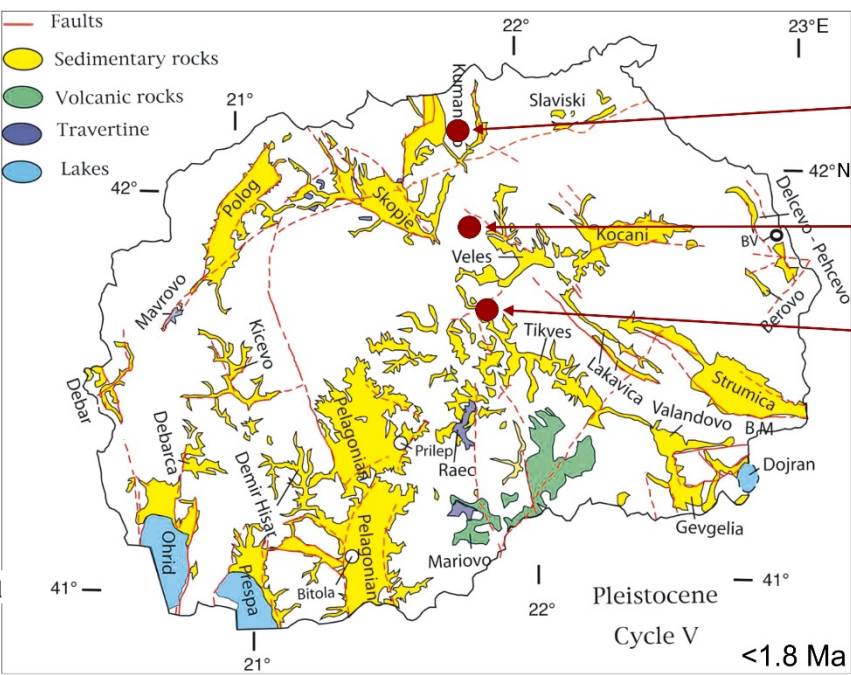 Faults
Sedimentary rocks
Volcanic rocks
Travertine
Lakes
22°
23°E
21°
42°
42°N
Slaviski
Polog
Skopje
Kocani
Delcevo - Pehcevo
BV
Veles
Berovo
Mavrovo
Kicevo
Tikves
Lakavica
Strumica
Debar
Debarca
Pelagonian
Valandovo
B.M
Prilep
Raec
Dojran
Demir Hisar
Gevgelia
Ohrid
Prespa
Pelagonian
Bitola
Mariovo
41°
41°
21°
22°
Pleistocene
Cycle V
<1.8 Ma